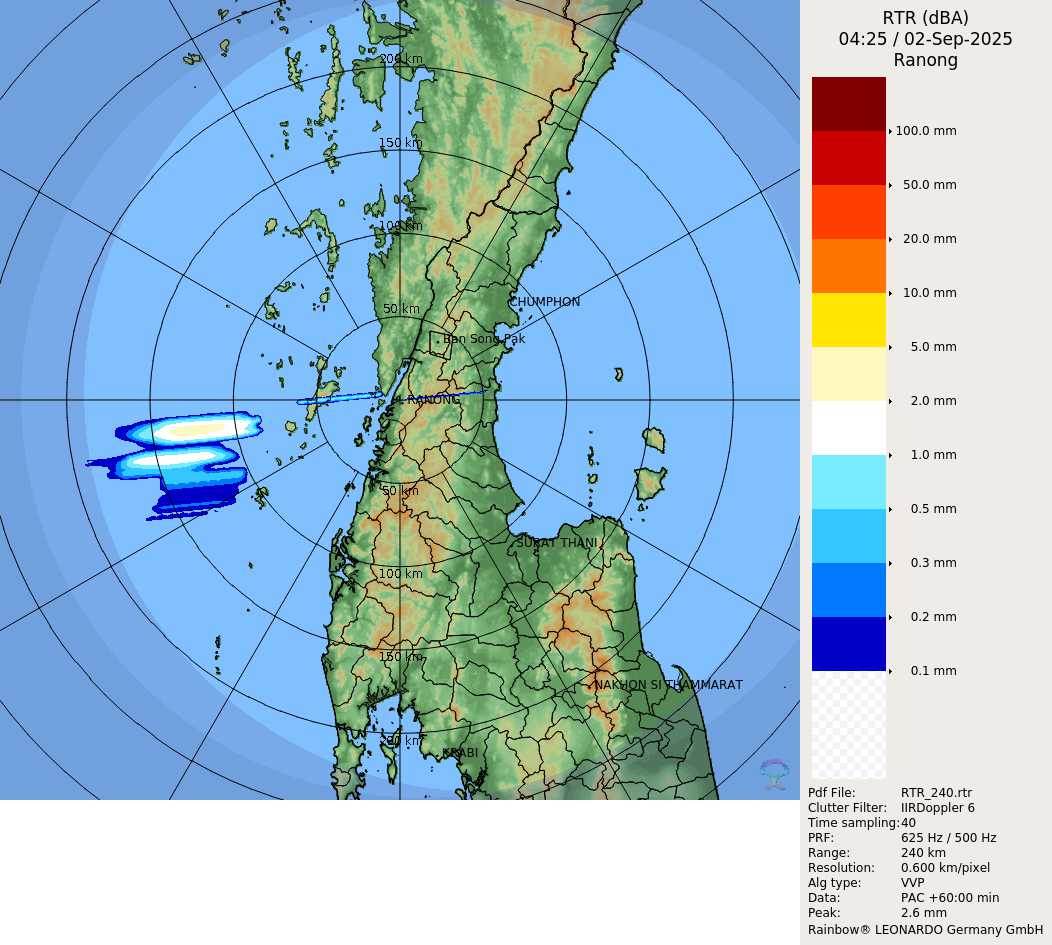 RTR (dBA)
04:25 / 02-Sep-2025
Ranong
200 km
150 km
100 km
50 km
CHUMPHON
Ban Song Pak
RANONG
50 km
SURAT THANI
100 km
150 km
NAKHON SI THAMMARAT
200 km
KRABI
100.0 mm
50.0 mm
20.0 mm
10.0 mm
5.0 mm
2.0 mm
1.0 mm
0.5 mm
0.3 mm
0.2 mm
0.1 mm
Pdf File: RTR_240.rtr
Clutter Filter: IIRDoppler 6
Time sampling:40
PRF: 625 Hz / 500 Hz
Range: 240 km
Resolution: 0.600 km/pixel
Alg type: VVP
Data: PAC +60:00 min
Peak: 2.6 mm
Rainbow® LEONARDO Germany GmbH